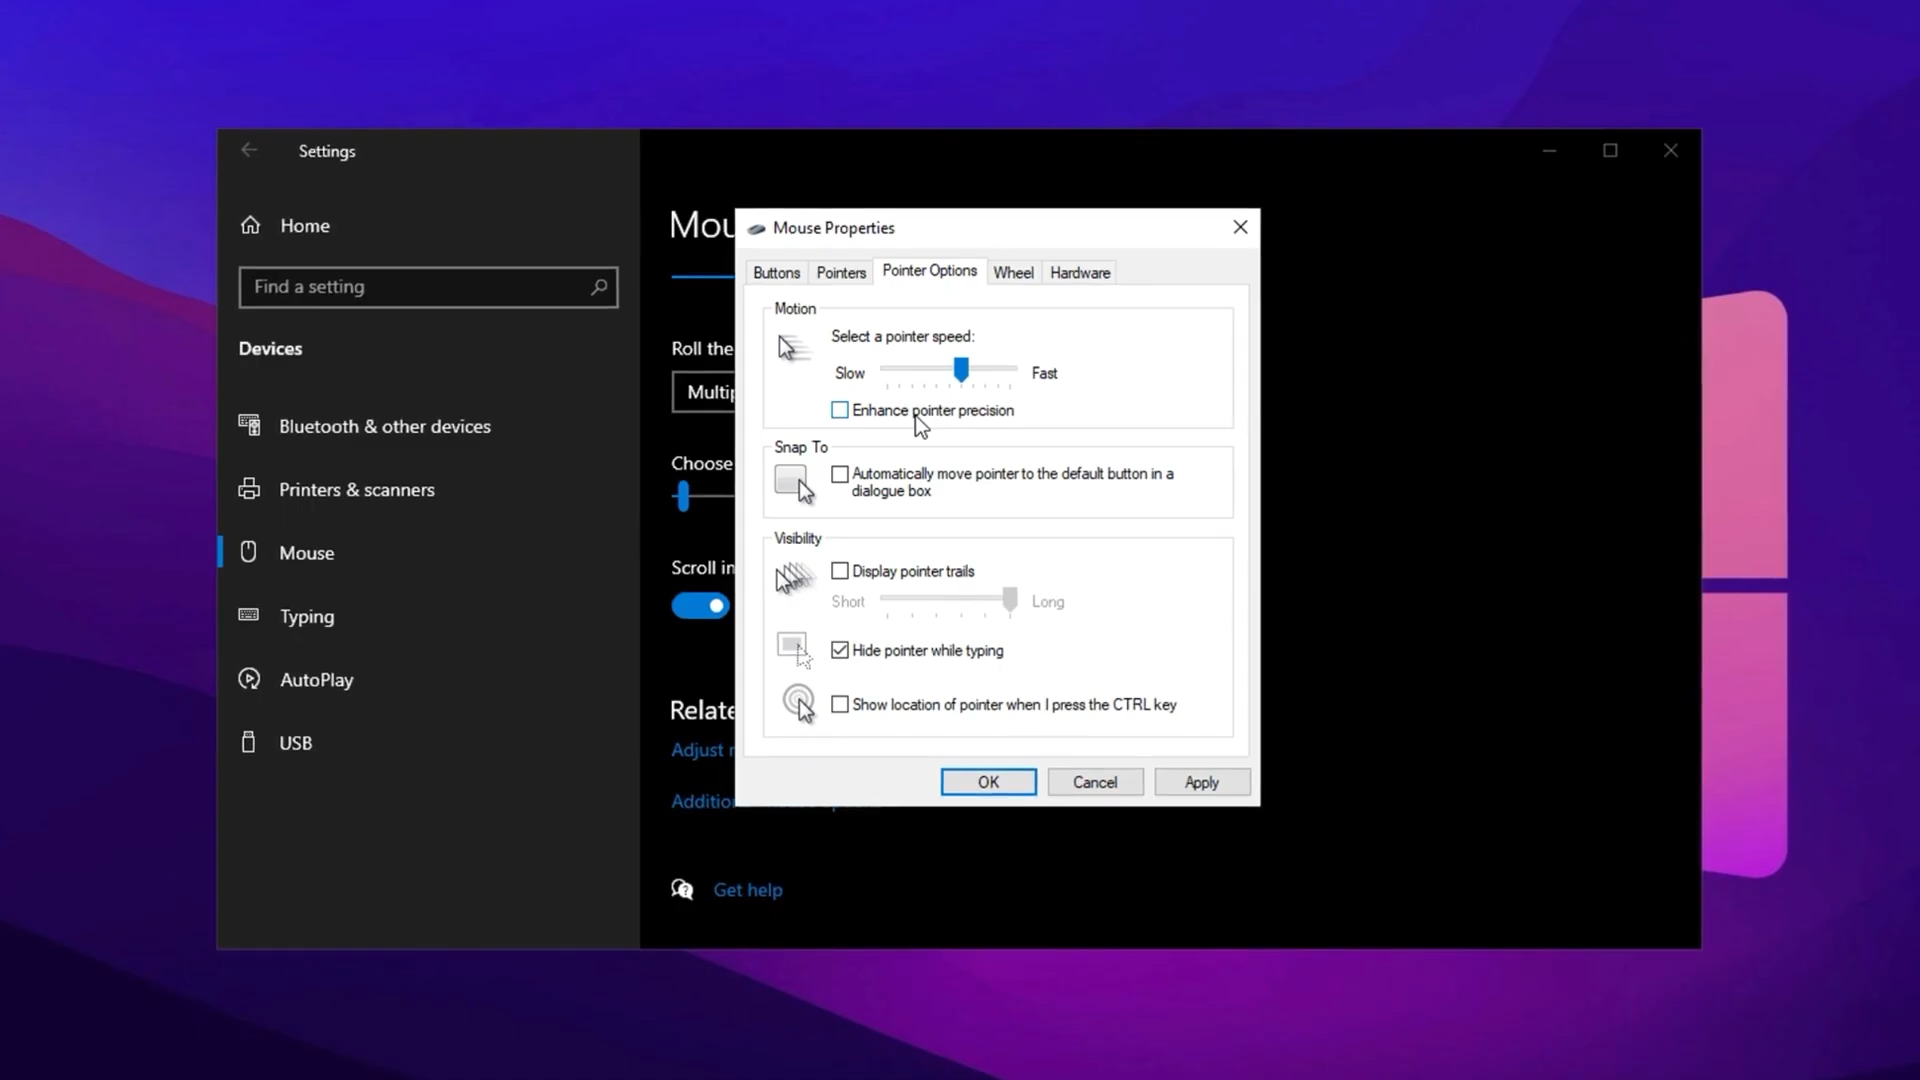 Settings
Home
Find a setting
Devices
Bluetooth & other devices
Printers & scanners
Mouse
Typing
AutoPlay
USB
Mou
Roll the
Multip
Choose
Scroll in
Relate
Adjust
Get help
Mouse Properties
Buttons
Pointers
Pointer Options
Wheel
Hardware
Motion
Select a pointer speed:
Slow
Fast
Enhance pointer precision
Snap To
Automatically move pointer to the default button in a
dialogue box
Visibility
Display pointer trails
Short
Long
Hide pointer while typing
Show location of pointer when I press the CTRL key
OK
Cancel
Apply